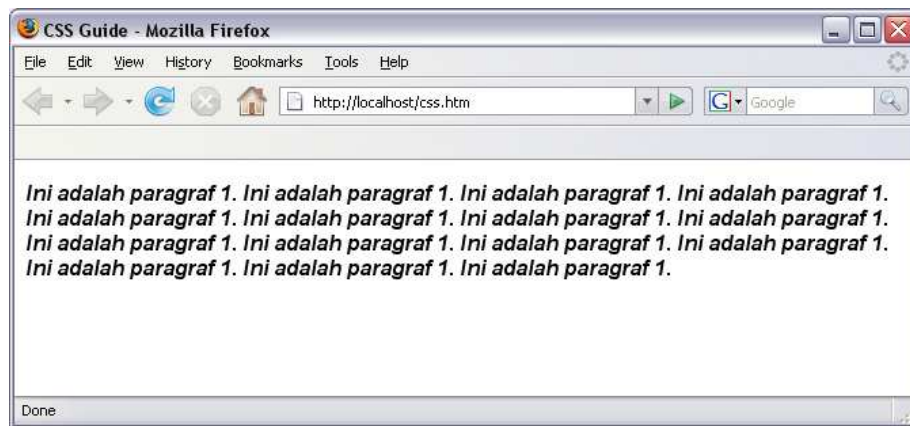 CSS Guide - Mozilla Firefox
File Edit View History Bookmarks Tools Help
http://localhost/css.htm G Google
Ini adalah paragraf 1. Ini adalah paragraf 1. Ini adalah paragraf 1. Ini adalah paragraf 1.
Ini adalah paragraf 1. Ini adalah paragraf 1. Ini adalah paragraf 1. Ini adalah paragraf 1.
Ini adalah paragraf 1. Ini adalah paragraf 1. Ini adalah paragraf 1. Ini adalah paragraf 1.
Ini adalah paragraf 1. Ini adalah paragraf 1. Ini adalah paragraf 1.
Done